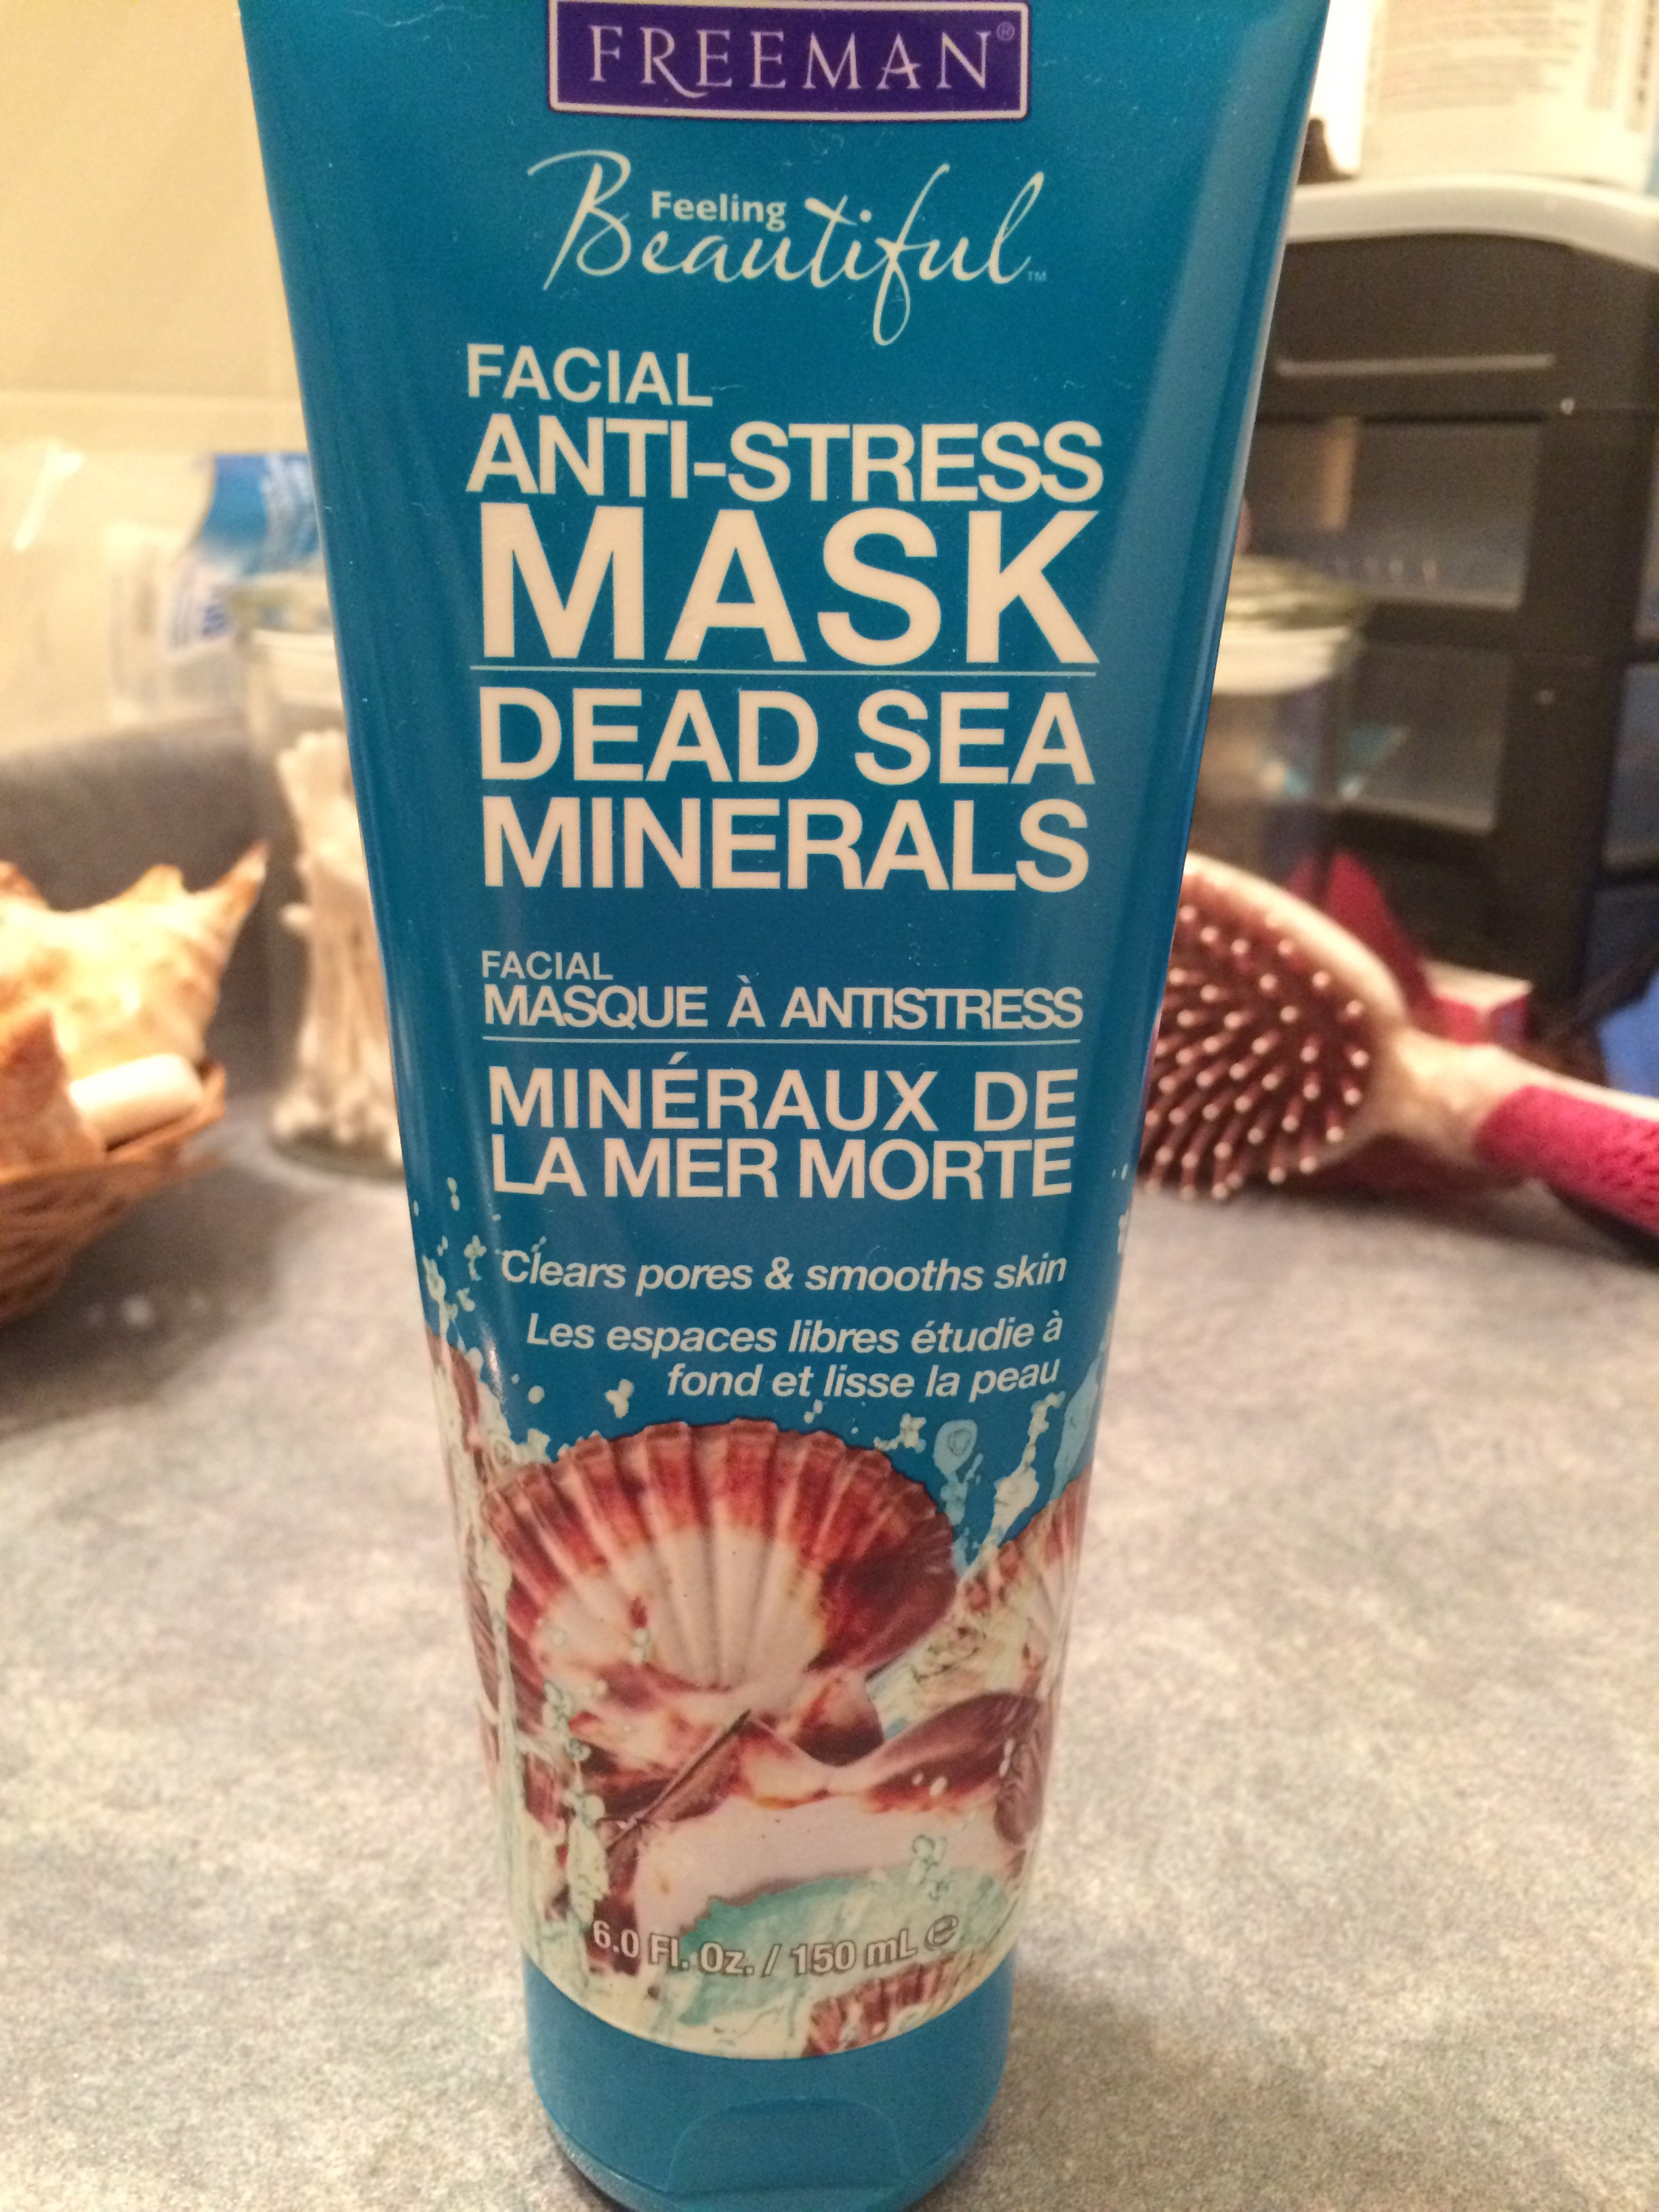 FREEMAN®
Feeling
Beautiful™
FACIAL
ANTI-STRESS
MASK
DEAD SEA
MINERALS
FACIAL
MASQUE À ANTISTRESS
MINÉRAUX DE
LA MER MORTE
Clears pores & smooths skin
Les espaces libres étudie à
fond et lisse la peau
6.0 Fl. Oz. / 150 mL ℮